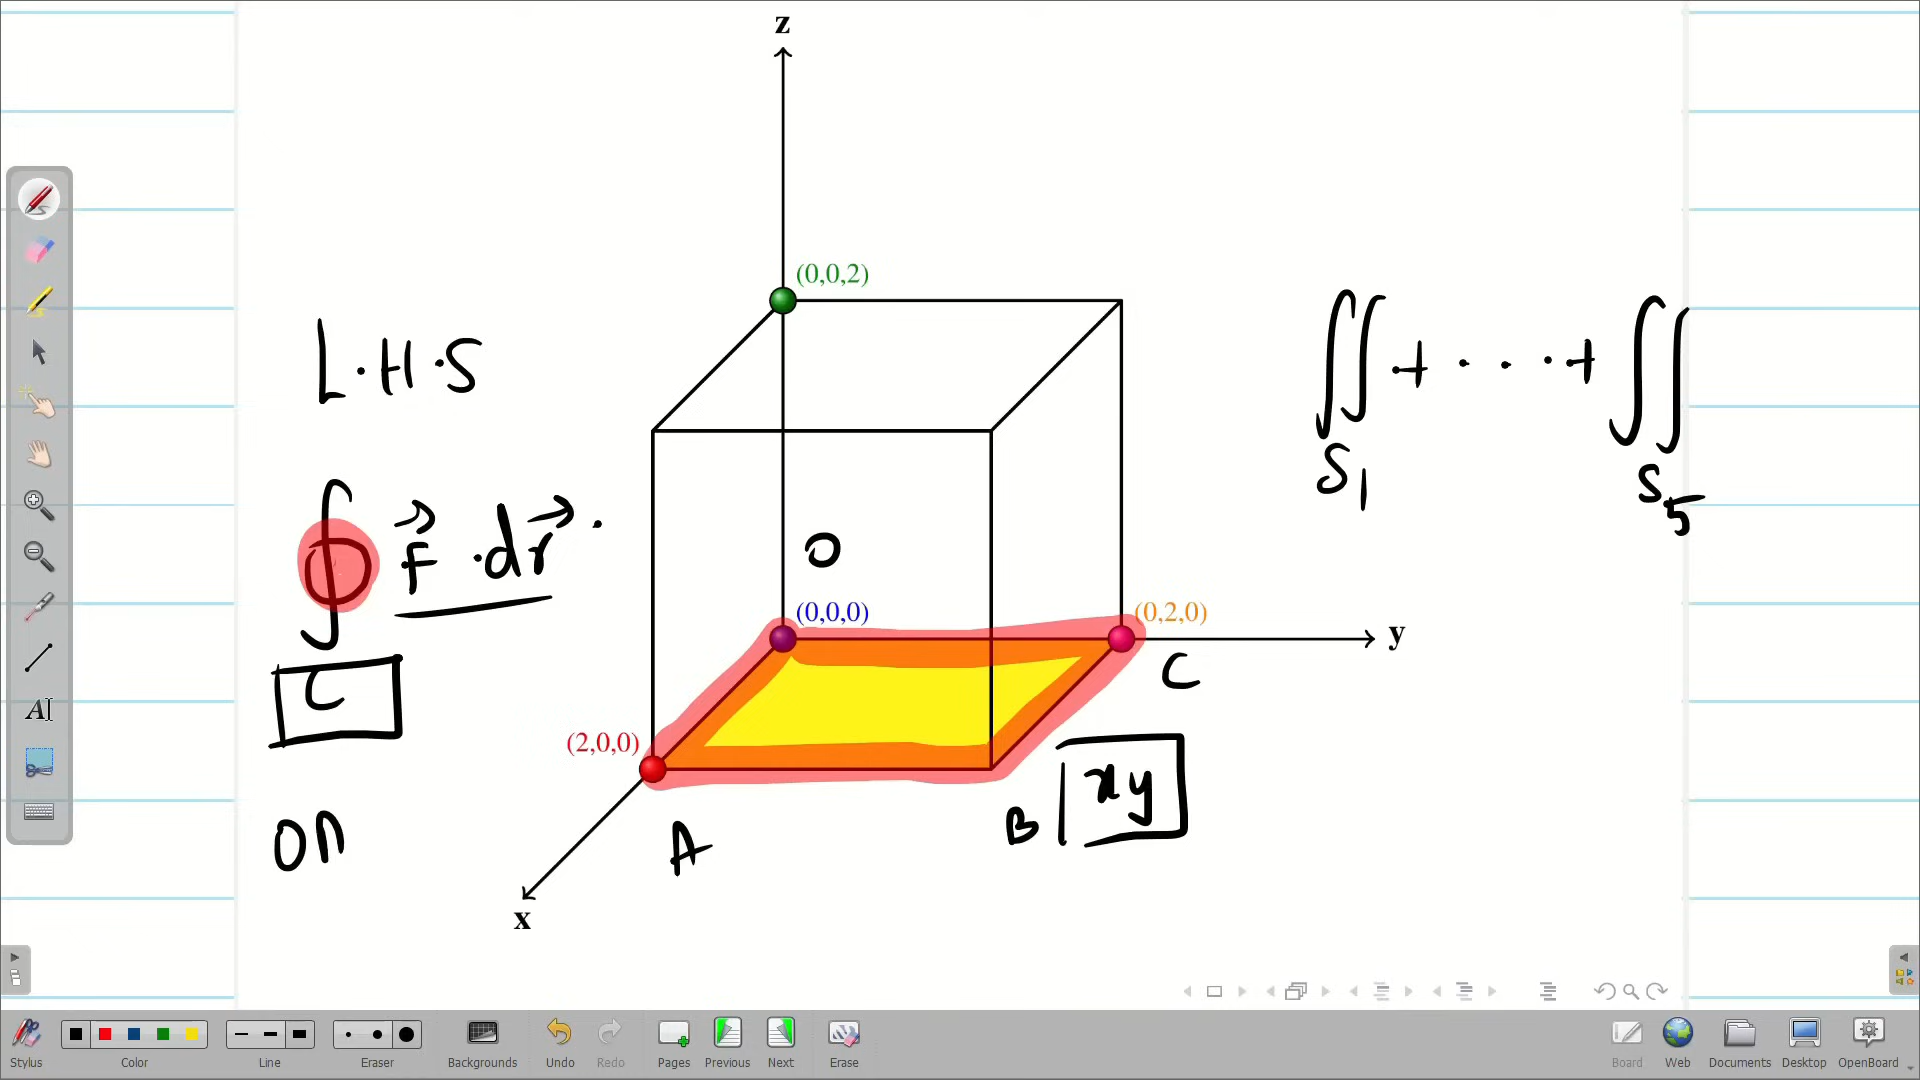 z
(0,0,2)
L.H.S
∬ + . . . + ∬
S₁ S₅
∮ F⃗ . dr⃗ .
C
O
(0,0,0)
(0,2,0)
y
C
(2,0,0)
xy
B
A
x
AI
Stylus
Color
Line
Eraser
Backgrounds
Undo
Redo
Pages
Previous
Next
Erase
Board
Web
Documents
Desktop
OpenBoard